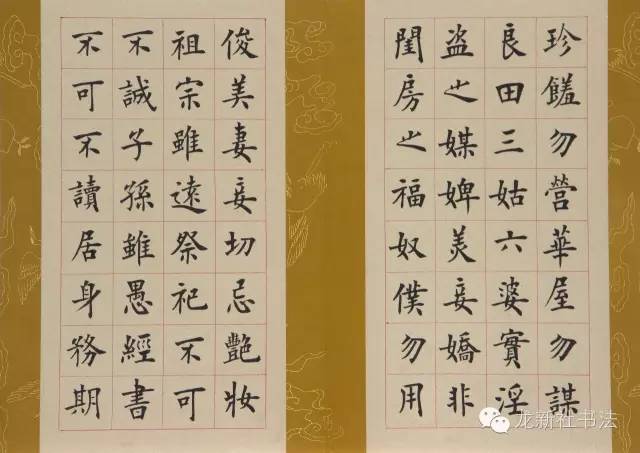 珍饈勿營華屋勿謀
良田三姑六婆實淫
盗之媒婢美妾嬌非
閨房之福奴僕勿用
俊美妻妾切忌艷妝
祖宗雖遠祭祀不可
不誠子孫雖愚經書
不可不讀居身務期
龙新社书法